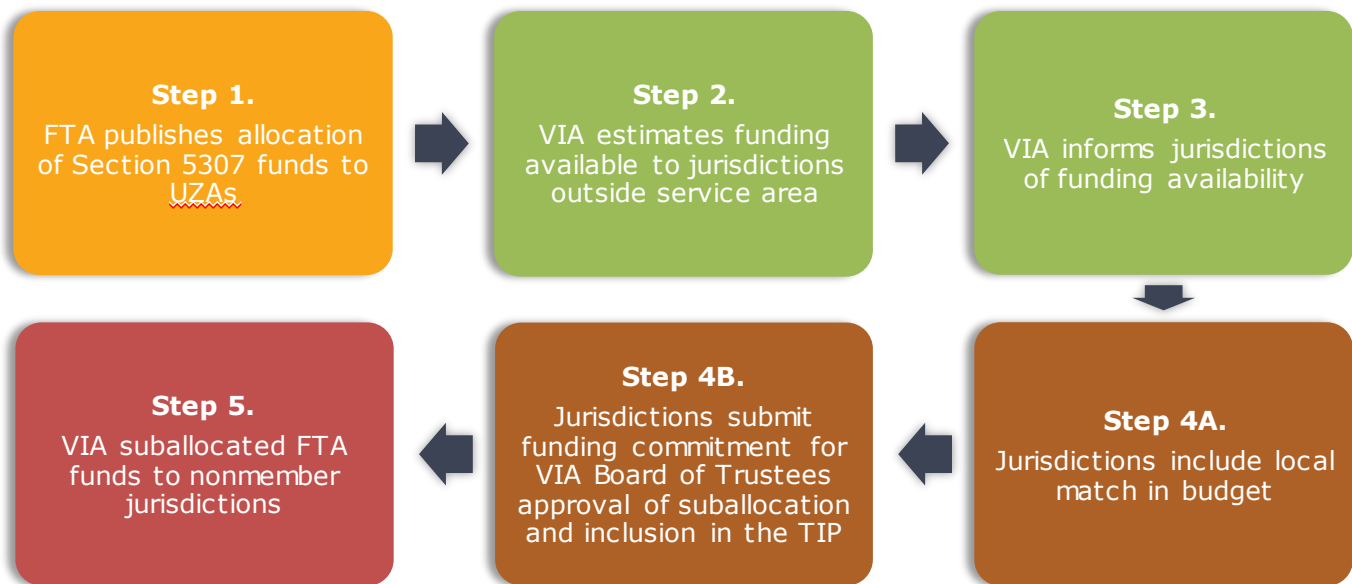 Step 1.
FTA publishes allocation
of Section 5307 funds to
UZAs
Step 2.
VIA estimates funding
available to jurisdictions
outside service area
Step 3.
VIA informs jurisdictions
of funding availability
Step 4A.
Jurisdictions include local
match in budget
Step 4B.
Jurisdictions submit
funding commitment for
VIA Board of Trustees
approval of suballocation
and inclusion in the TIP
Step 5.
VIA suballocated FTA
funds to nonmember
jurisdictions